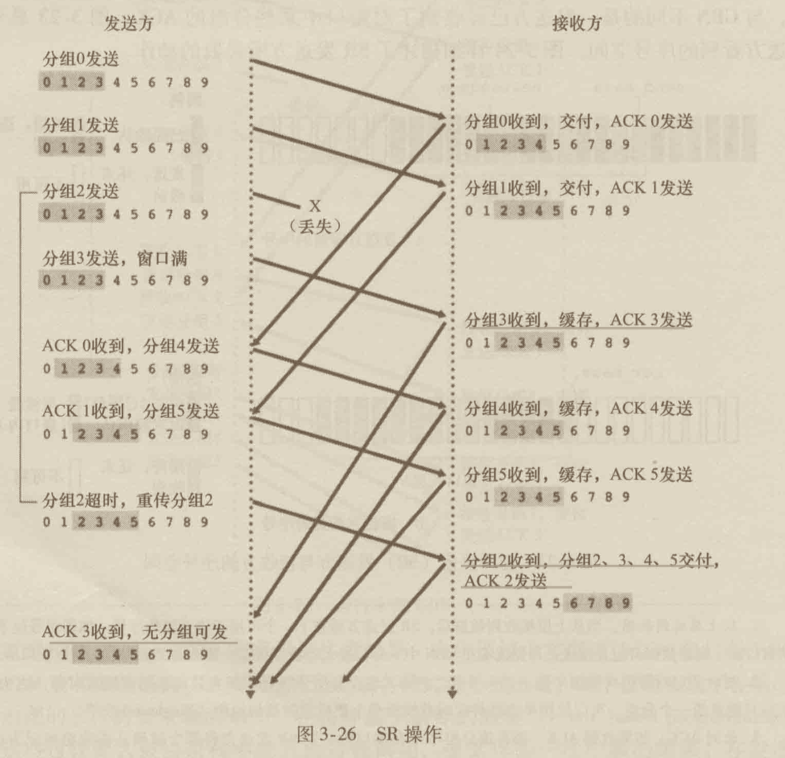 发送方
接收方
分组0发送
0 1 2 3 4 5 6 7 8 9
分组0收到，交付，ACK 0发送
0 1 2 3 4 5 6 7 8 9
分组1发送
0 1 2 3 4 5 6 7 8 9
分组1收到，交付，ACK 1发送
0 1 2 3 4 5 6 7 8 9
分组2发送
0 1 2 3 4 5 6 7 8 9
X
（丢失）
分组3发送，窗口满
0 1 2 3 4 5 6 7 8 9
分组3收到，缓存，ACK 3发送
0 1 2 3 4 5 6 7 8 9
ACK 0收到，分组4发送
0 1 2 3 4 5 6 7 8 9
分组4收到，缓存，ACK 4发送
0 1 2 3 4 5 6 7 8 9
ACK 1收到，分组5发送
0 1 2 3 4 5 6 7 8 9
分组5收到，缓存，ACK 5发送
0 1 2 3 4 5 6 7 8 9
分组2超时，重传分组2
0 1 2 3 4 5 6 7 8 9
分组2收到，分组2、3、4、5交付，
ACK 2发送
0 1 2 3 4 5 6 7 8 9
ACK 3收到，无分组可发
0 1 2 3 4 5 6 7 8 9
图 3-26 SR 操作